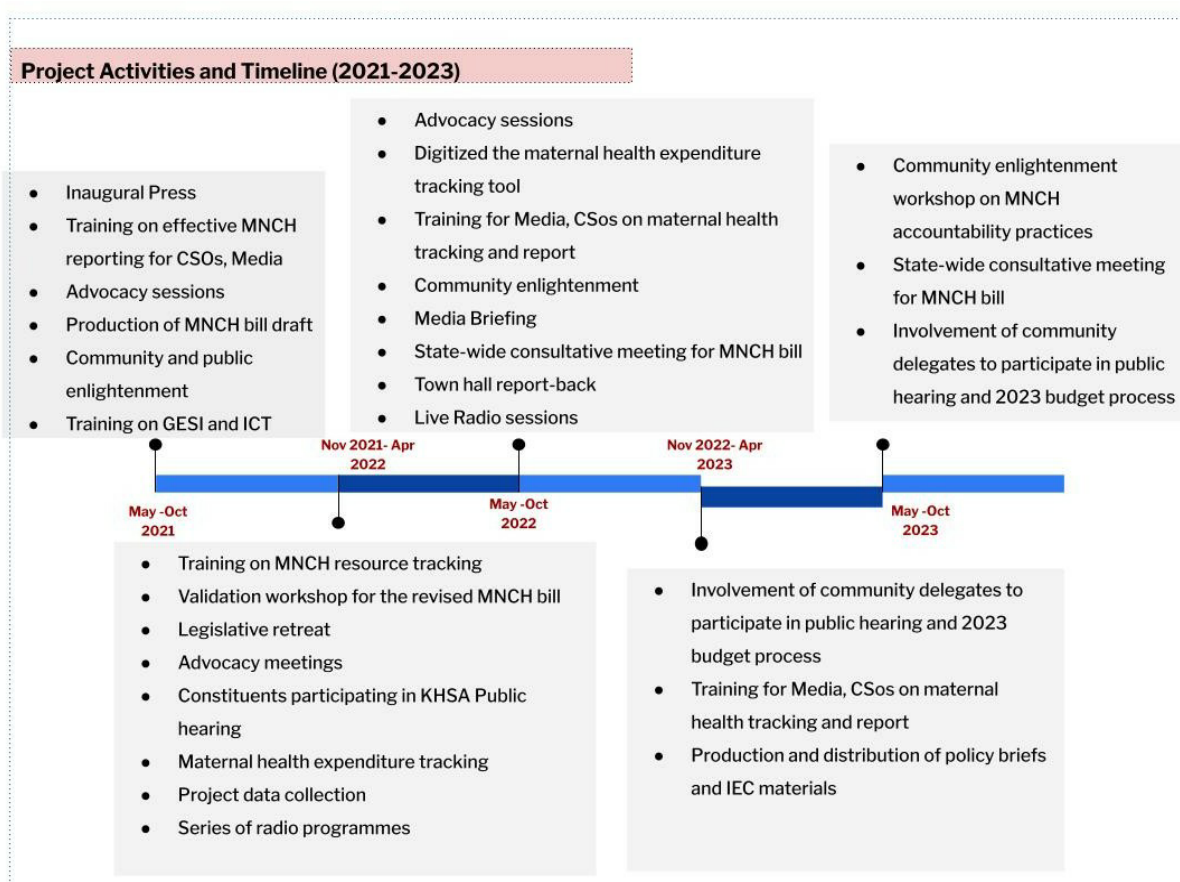 Project Activities and Timeline (2021-2023)
● Inaugural Press
● Training on effective MNCH
reporting for CSOs, Media
● Advocacy sessions
● Production of MNCH bill draft
● Community and public
enlightenment
● Training on GESI and ICT
● Advocacy sessions
● Digitized the maternal health expenditure
tracking tool
● Training for Media, CSos on maternal health
tracking and report
● Community enlightenment
● Media Briefing
● State-wide consultative meeting for MNCH bill
● Town hall report-back
● Live Radio sessions
● Community enlightenment
workshop on MNCH
accountability practices
● State-wide consultative meeting
for MNCH bill
● Involvement of community
delegates to participate in public
hearing and 2023 budget process
May -Oct
2021
Nov 2021- Apr
2022
May -Oct
2022
Nov 2022- Apr
2023
May -Oct
2023
● Training on MNCH resource tracking
● Validation workshop for the revised MNCH bill
● Legislative retreat
● Advocacy meetings
● Constituents participating in KHSA Public
hearing
● Maternal health expenditure tracking
● Project data collection
● Series of radio programmes
● Involvement of community delegates to
participate in public hearing and 2023
budget process
● Training for Media, CSos on maternal
health tracking and report
● Production and distribution of policy briefs
and IEC materials